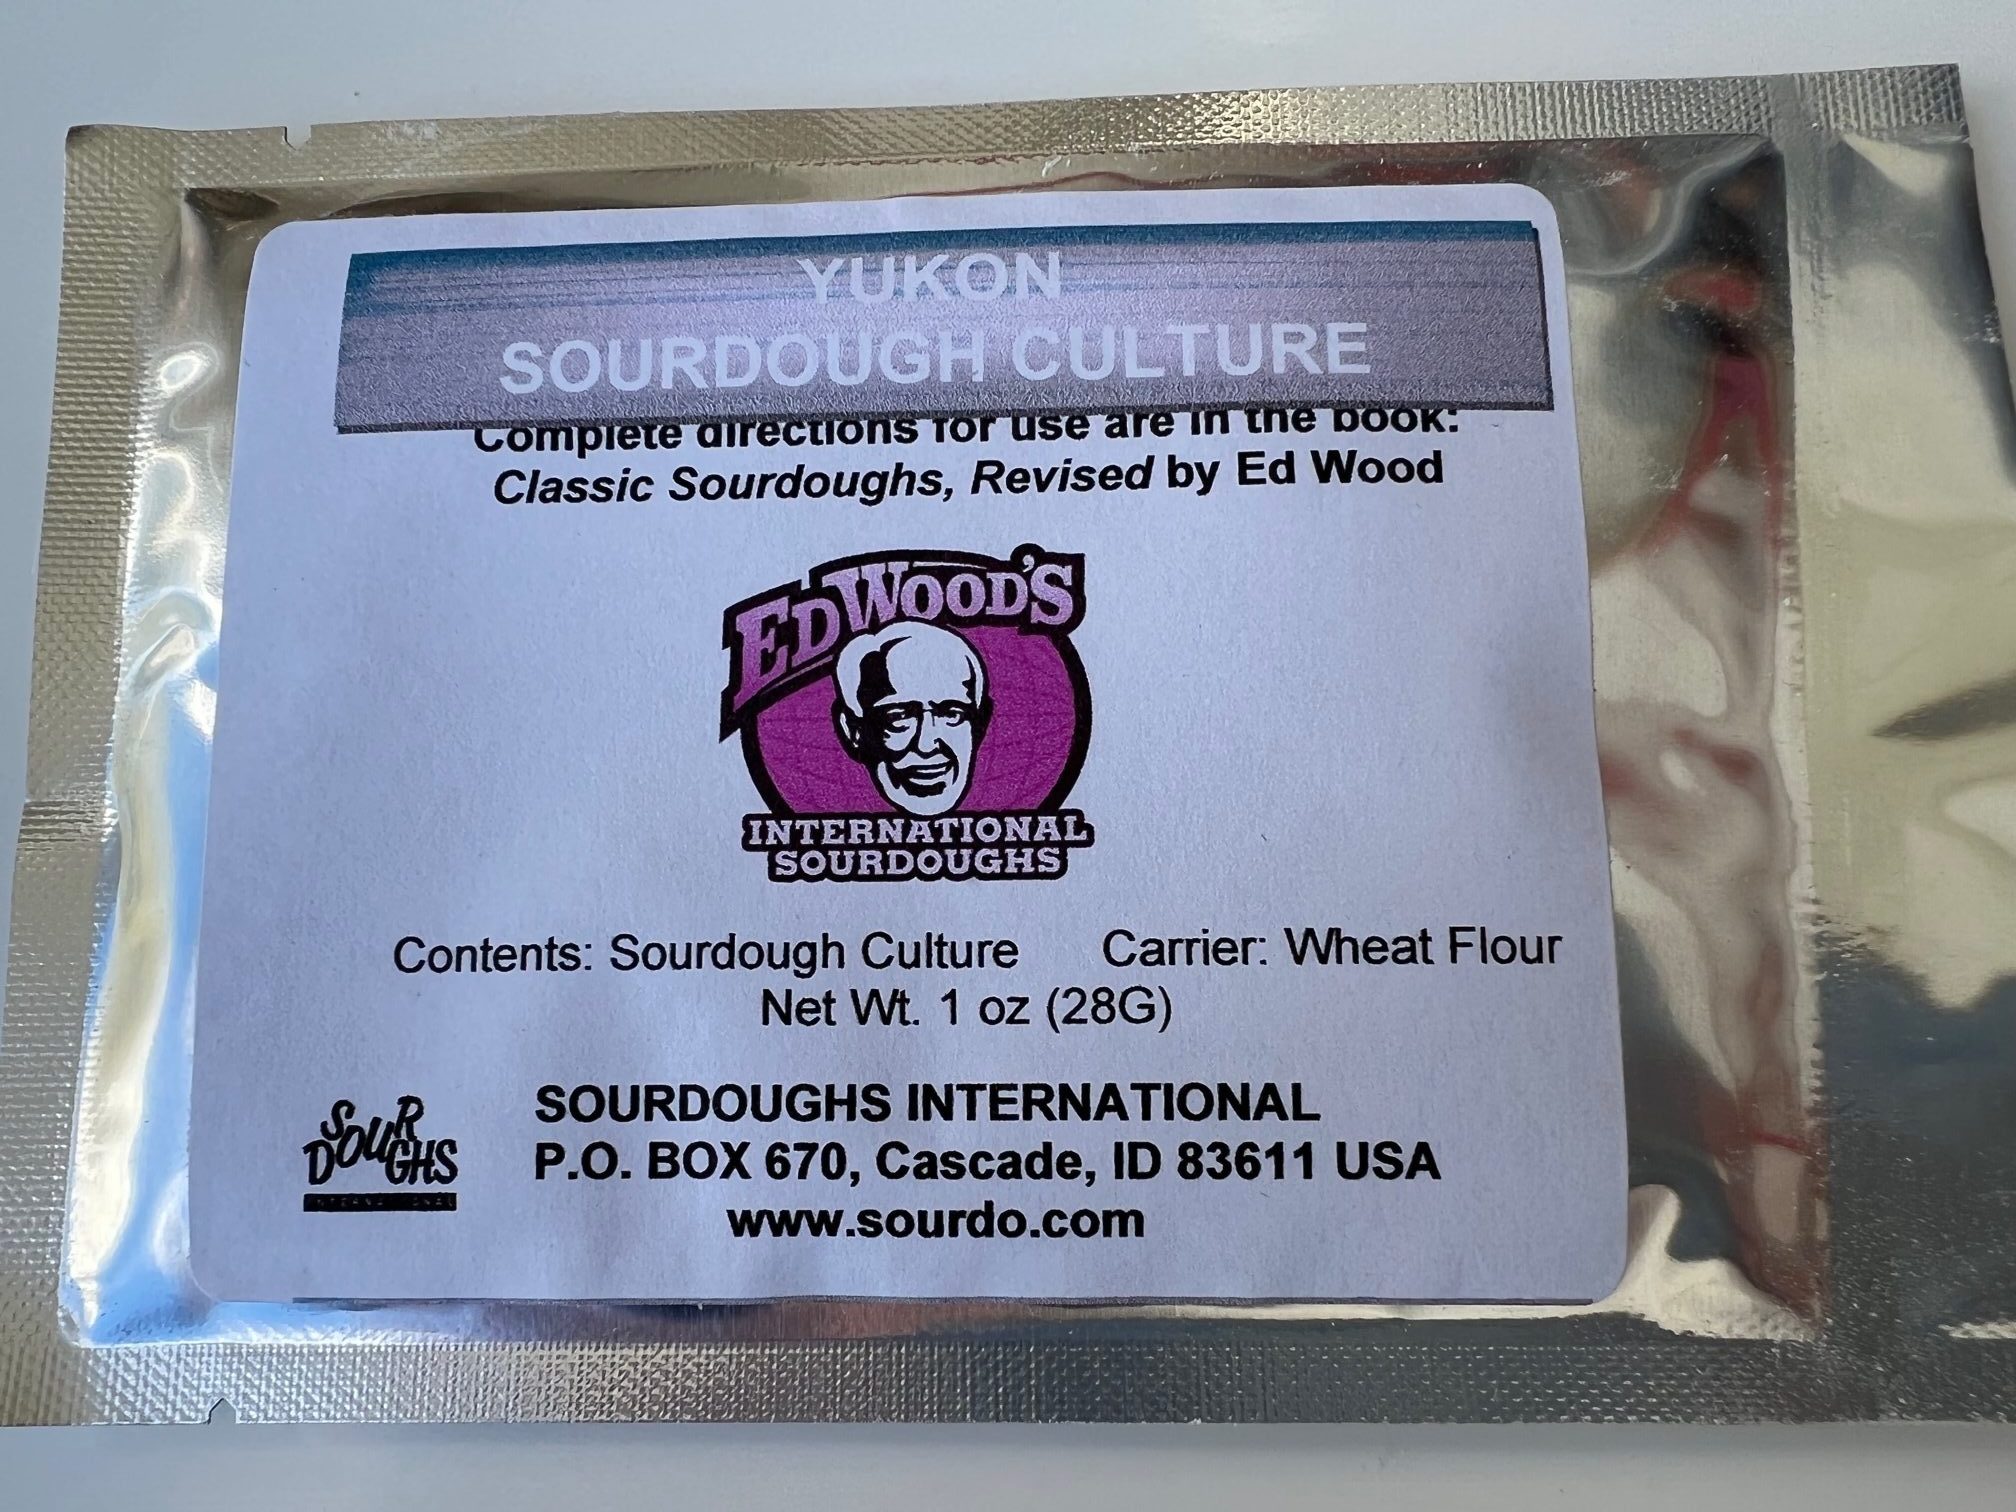 YUKON
SOURDOUGH CULTURE
Complete directions for use are in the book:
Classic Sourdoughs, Revised by Ed Wood
ED WOOD'S
INTERNATIONAL
SOURDOUGHS
Contents: Sourdough Culture Carrier: Wheat Flour
Net Wt. 1 oz (28G)
SOURDOUGHS
INTERNATIONAL
SOURDOUGHS INTERNATIONAL
P.O. BOX 670, Cascade, ID 83611 USA
www.sourdo.com